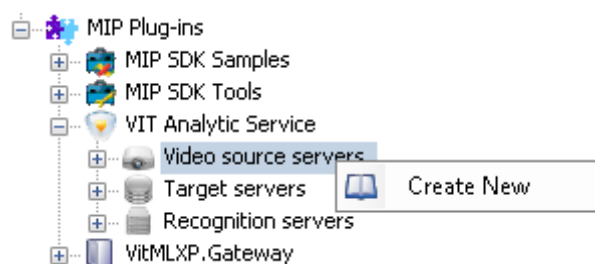 MIP Plug-ins
MIP SDK Samples
MIP SDK Tools
VIT Analytic Service
Video source servers
Create New
Target servers
Recognition servers
VitMLXP.Gateway